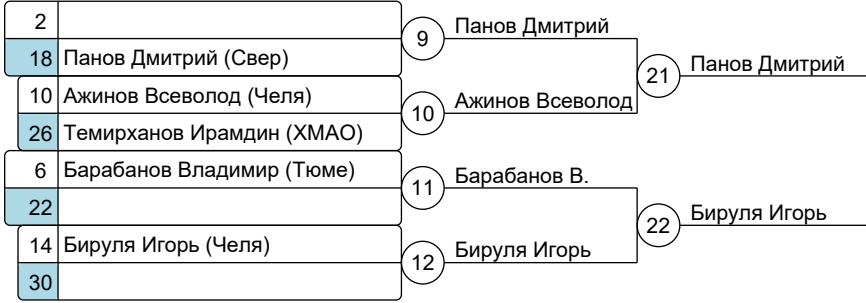 2
9
Панов Дмитрий
18 Панов Дмитрий (Свер)
21
Панов Дмитрий
10 Ажинов Всеволод (Челя)
10
Ажинов Всеволод
26 Темирханов Ирамдин (ХМАО)
6 Барабанов Владимир (Тюме)
11
Барабанов В.
22
22
Бируля Игорь
14 Бируля Игорь (Челя)
12
Бируля Игорь
30